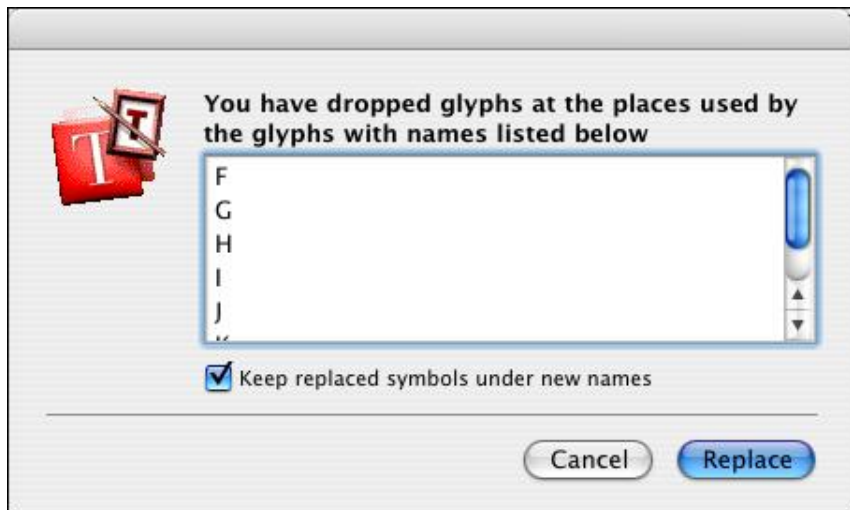 You have dropped glyphs at the places used by
the glyphs with names listed below
F
G
H
I
J
Keep replaced symbols under new names
Cancel
Replace